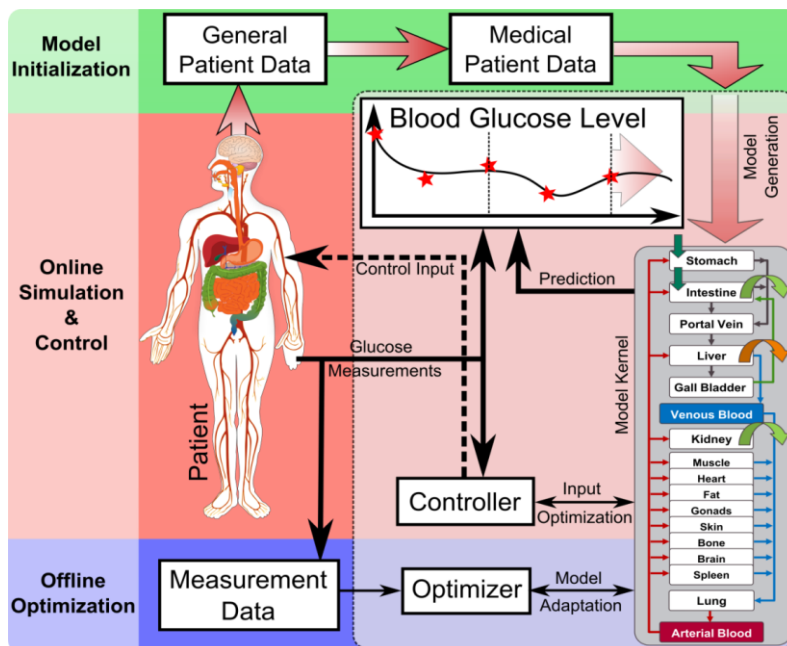 Model
Initialization
General
Patient Data
Medical
Patient Data
Blood Glucose Level
Model
Generation
Online
Simulation
&
Control
Patient
Control Input
Prediction
Glucose
Measurements
Controller
Input
Optimization
Model Kernel
Stomach
Intestine
Portal Vein
Liver
Gall Bladder
Venous Blood
Kidney
Muscle
Heart
Fat
Gonads
Skin
Bone
Brain
Spleen
Lung
Arterial Blood
Offline
Optimization
Measurement
Data
Optimizer
Model
Adaptation